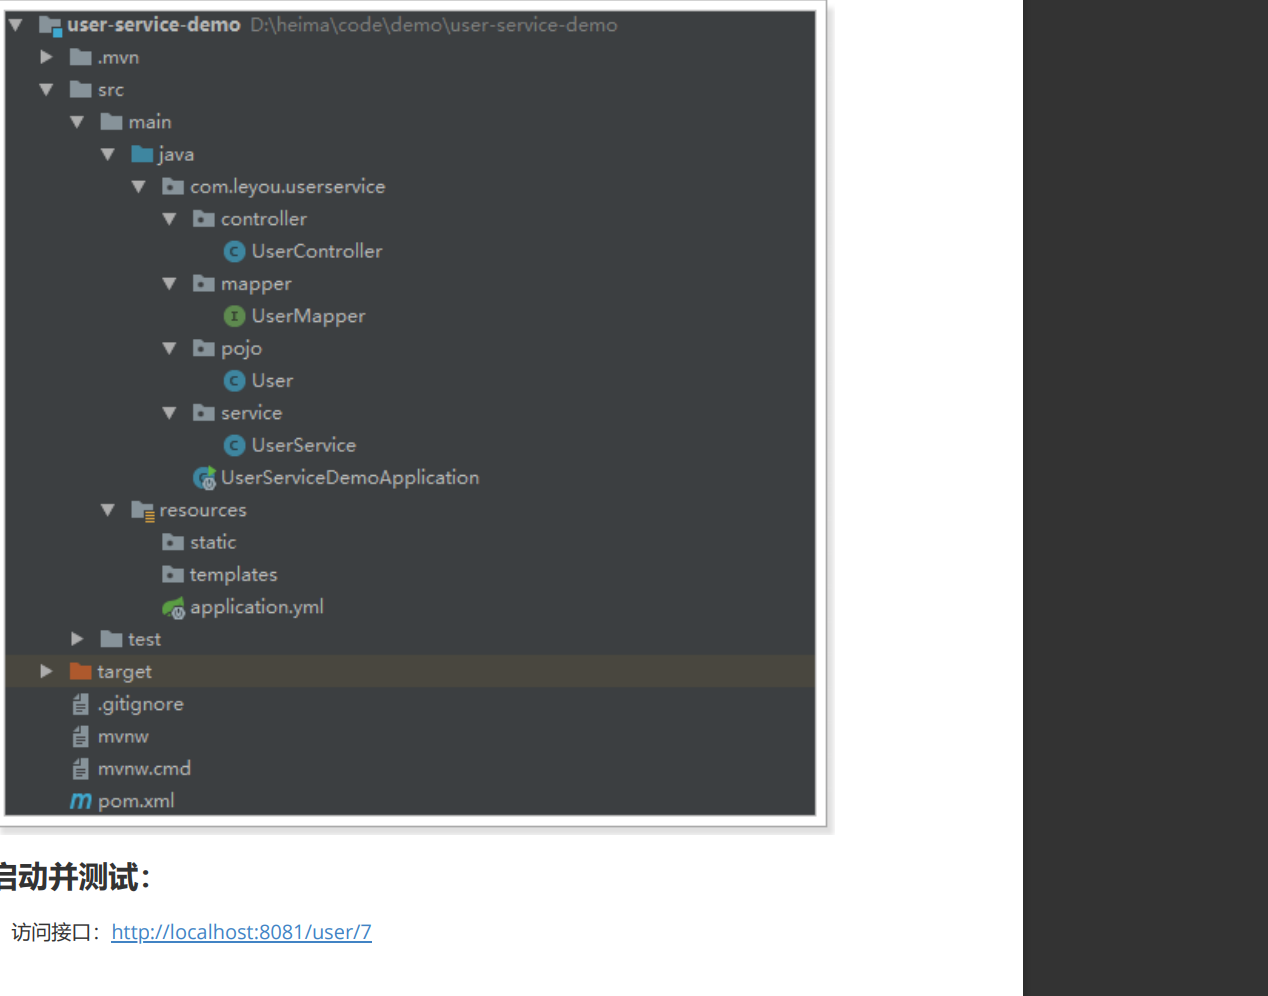 user-service-demo D:\heima\code\demo\user-service-demo
.mvn
src
main
java
com.leyou.userservice
controller
UserController
mapper
UserMapper
pojo
User
service
UserService
UserServiceDemoApplication
resources
static
templates
application.yml
test
target
.gitignore
mvnw
mvnw.cmd
pom.xml
启动并测试：
访问接口：http://localhost:8081/user/7